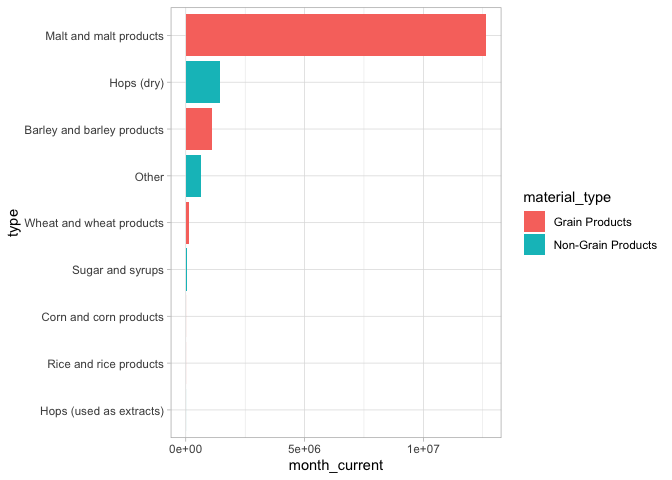 Malt and malt products
Hops (dry)
Barley and barley products
Other
Wheat and wheat products
Sugar and syrups
Corn and corn products
Rice and rice products
Hops (used as extracts)
type
0e+00 5e+06 1e+07
month_current
material_type
Grain Products
Non-Grain Products